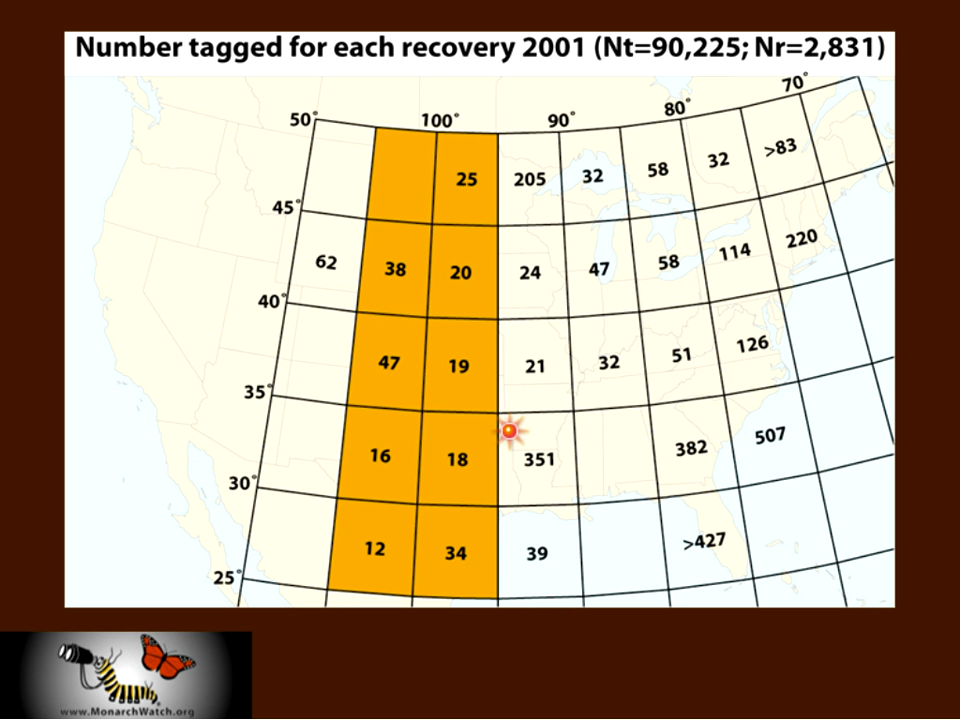 Number tagged for each recovery 2001 (Nt=90,225; Nr=2,831)
70°
80°
50° 100° 90°
25 205 32 58 32 >83
45°
62 38 20 24 47 58 114 220
40°
47 19 21 32 51 126
35°
16 18 351 382 507
30°
12 34 39 >427
25°
www.MonarchWatch.org